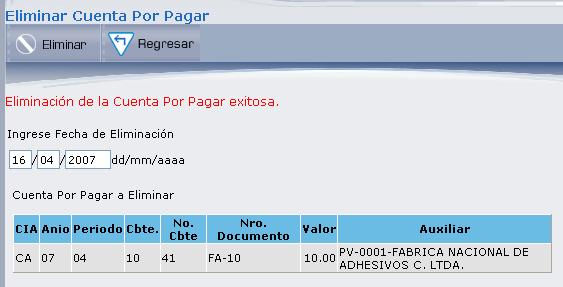 Eliminar Cuenta Por Pagar
Eliminar Regresar
Eliminación de la Cuenta Por Pagar exitosa.
Ingrese Fecha de Eliminación
16/04/2007 dd/mm/aaaa
Cuenta Por Pagar a Eliminar
CIA Anio Periodo Cbte. No. Cbte Nro. Documento Valor Auxiliar
CA 07 04 10 41 FA-10 10.00 PV-0001-FABRICA NACIONAL DE
ADHESIVOS C. LTDA.